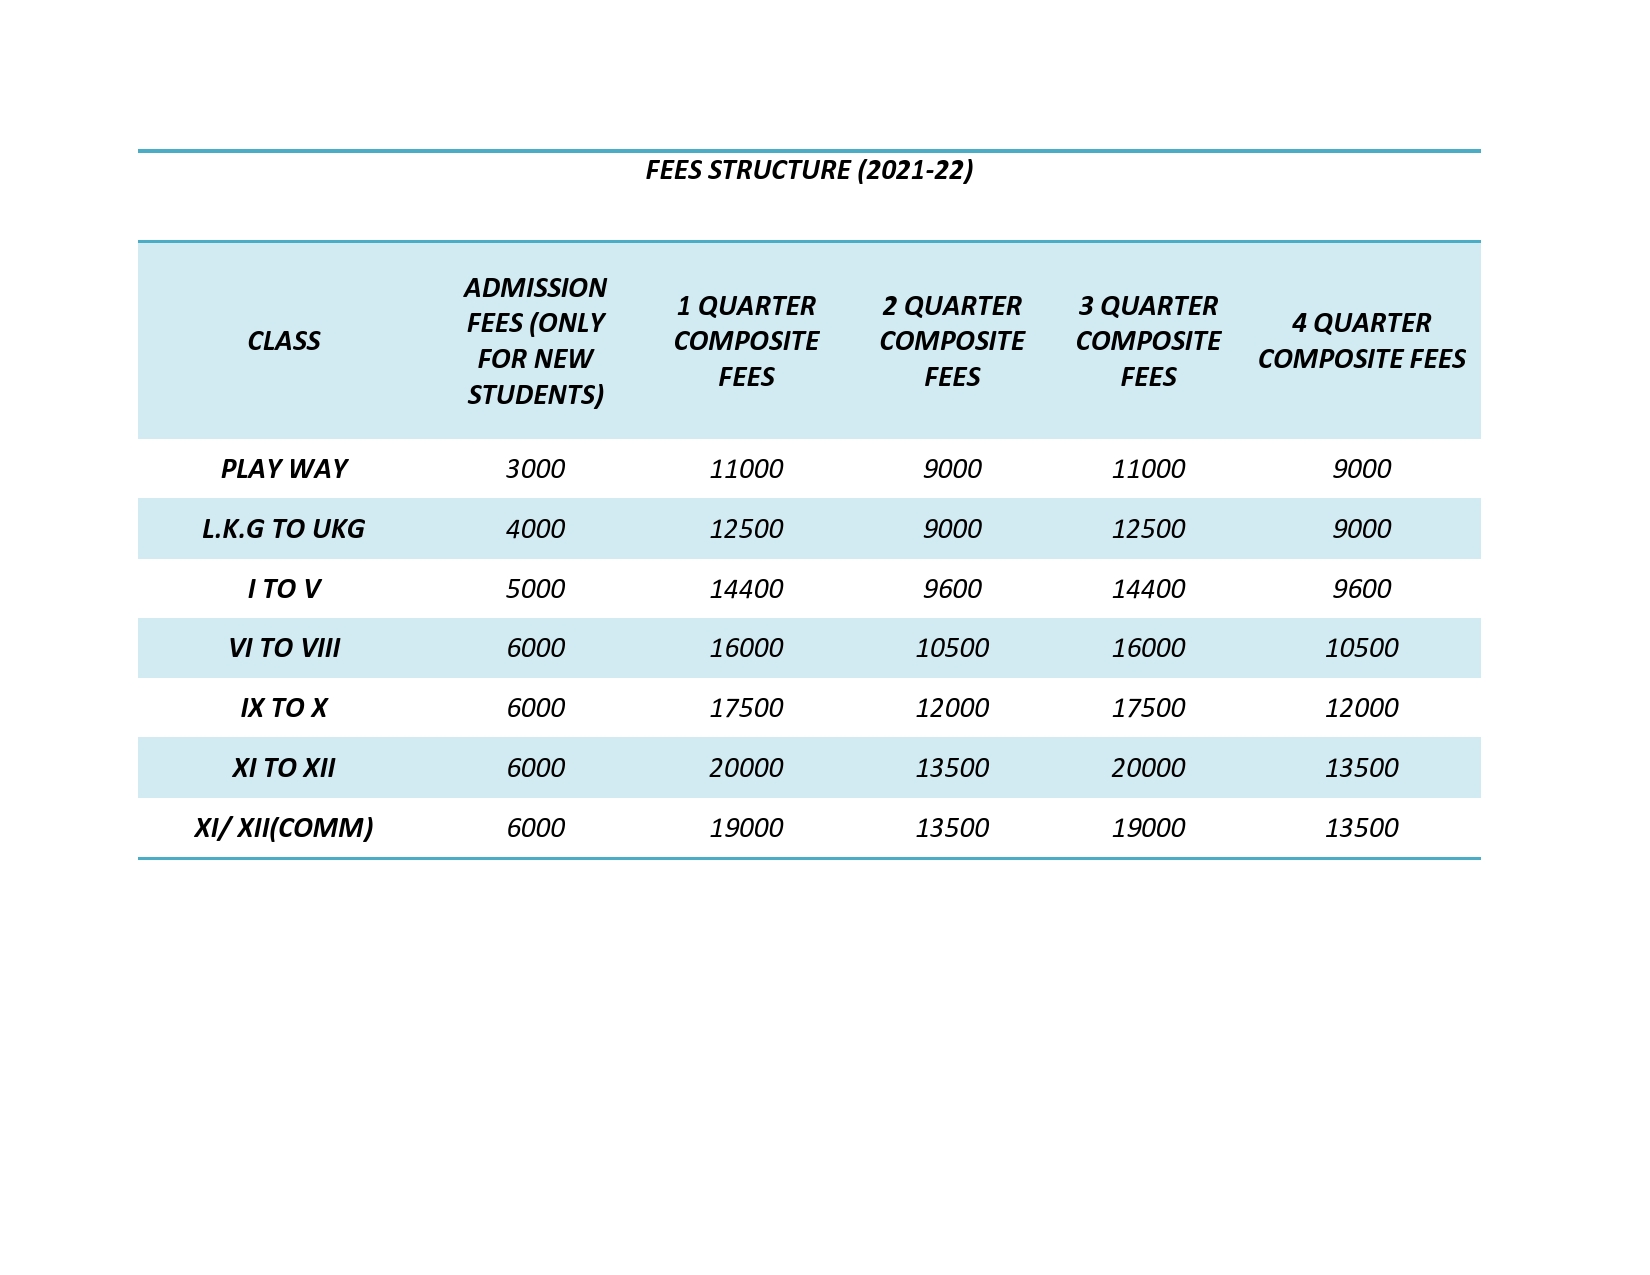 FEES STRUCTURE (2021-22)
CLASS
ADMISSION
FEES (ONLY
FOR NEW
STUDENTS)
1 QUARTER
COMPOSITE
FEES
2 QUARTER
COMPOSITE
FEES
3 QUARTER
COMPOSITE
FEES
4 QUARTER
COMPOSITE FEES
PLAY WAY 3000 11000 9000 11000 9000
L.K.G TO UKG 4000 12500 9000 12500 9000
I TO V 5000 14400 9600 14400 9600
VI TO VIII 6000 16000 10500 16000 10500
IX TO X 6000 17500 12000 17500 12000
XI TO XII 6000 20000 13500 20000 13500
XI/ XII(COMM) 6000 19000 13500 19000 13500